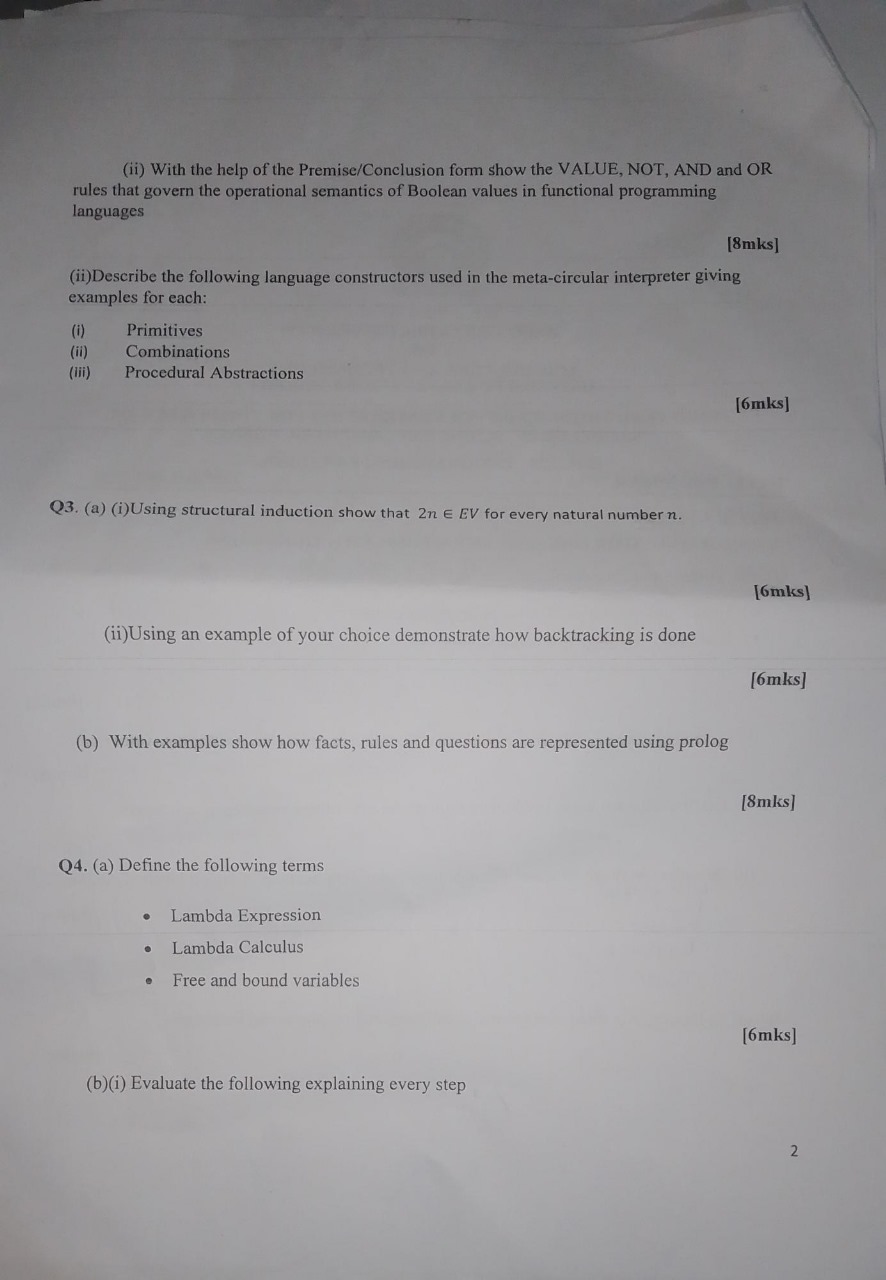 (ii) With the help of the Premise/Conclusion form show the VALUE, NOT, AND and OR
rules that govern the operational semantics of Boolean values in functional programming
languages
[8mks]
(ii)Describe the following language constructors used in the meta-circular interpreter giving
examples for each:
(i) Primitives
(ii) Combinations
(iii) Procedural Abstractions
[6mks]
Q3. (a) (i)Using structural induction show that 2n ∈ EV for every natural number n.
[6mks]
(ii)Using an example of your choice demonstrate how backtracking is done
[6mks]
(b) With examples show how facts, rules and questions are represented using prolog
[8mks]
Q4. (a) Define the following terms
• Lambda Expression
• Lambda Calculus
• Free and bound variables
[6mks]
(b)(i) Evaluate the following explaining every step
2